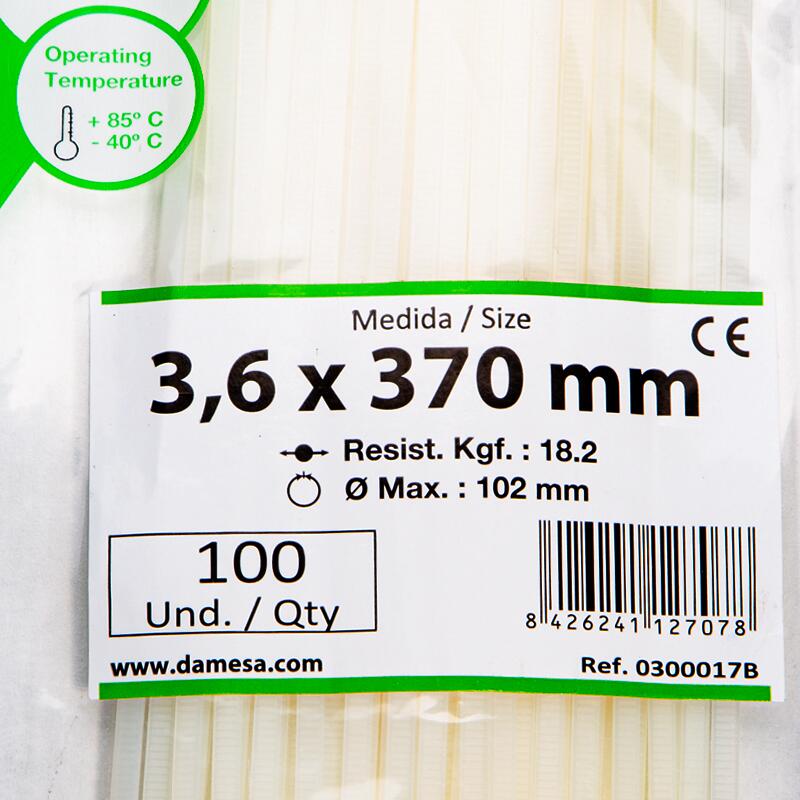 Operating
Temperature
+ 85º C
- 40º C
Medida / Size
CE
3,6 x 370 mm
Resist. Kgf. : 18.2
Ø Max. : 102 mm
100
Und. / Qty
8 426241 127078
www.damesa.com
Ref. 0300017B